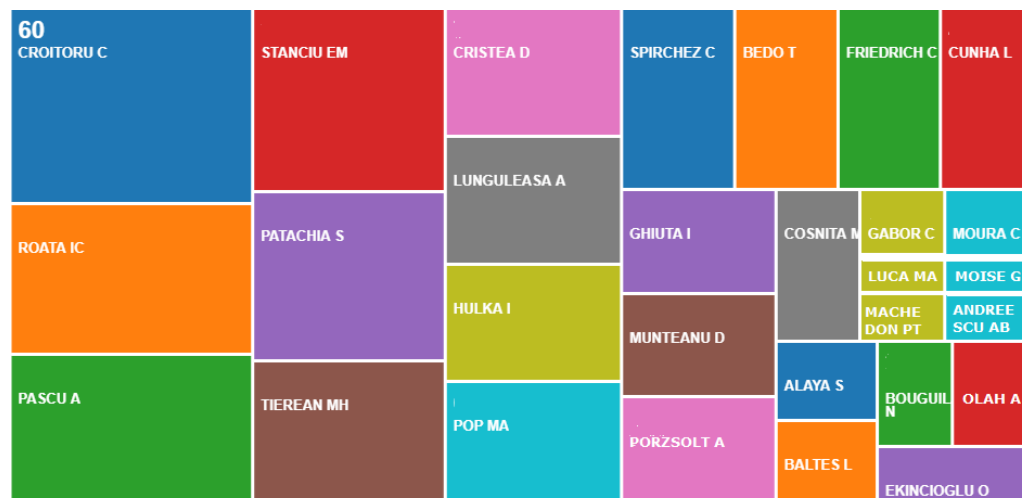 60
CROITORU C
STANCIU EM
CRISTEA D
SPIRCHEZ C
BEDO T
FRIEDRICH C
CUNHA L
LUNGULEASA A
ROATA IC
PATACHIA S
GHIUTA I
COSNITA M
GABOR C
MOURA C
LUCA MA
MOISE G
HULKA I
MACHE
DON PT
ANDREE
SCU AB
MUNTEANU D
PASCU A
TIEREAN MH
POP MA
PORZSOLT A
ALAYA S
BOUGUIL
N
OLAH A
BALTES L
EKINCIOGLU O